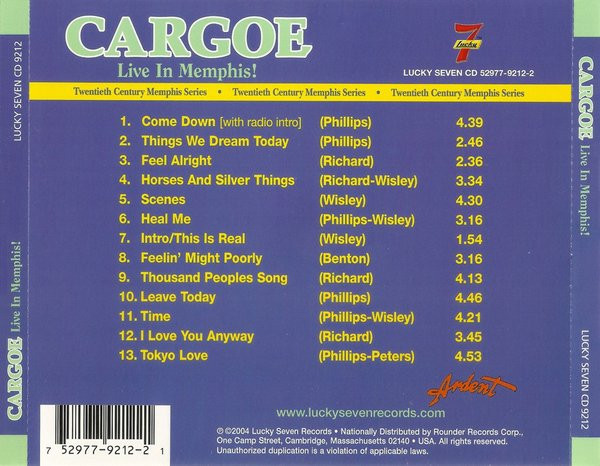 CARGOE
Live In Memphis!
7
Lucky
LUCKY SEVEN CD 52977-9212-2
Twentieth Century Memphis Series • Twentieth Century Memphis Series • Twentieth Century Memphis Series
1. Come Down [with radio intro] (Phillips) 4.39
2. Things We Dream Today (Phillips) 2.46
3. Feel Alright (Richard) 2.36
4. Horses And Silver Things (Richard-Wisley) 3.34
5. Scenes (Wisley) 4.30
6. Heal Me (Phillips-Wisley) 3.16
7. Intro/This Is Real (Wisley) 1.54
8. Feelin' Might Poorly (Benton) 3.16
9. Thousand Peoples Song (Richard) 4.13
10. Leave Today (Phillips) 4.46
11. Time (Phillips-Wisley) 4.21
12. I Love You Anyway (Richard) 3.45
13. Tokyo Love (Phillips-Peters) 4.53
Ardent
www.luckysevenrecords.com
℗©2004 Lucky Seven Records • Nationally Distributed by Rounder Records Corp.,
One Camp Street, Cambridge, Massachusetts 02140 • USA. All rights reserved.
Unauthorized duplication is a violation of applicable laws.
7 52977-9212-2 1
CARGOE Live In Memphis!
LUCKY SEVEN CD 9212
CARGOE Live In Memphis!
LUCKY SEVEN CD 9212